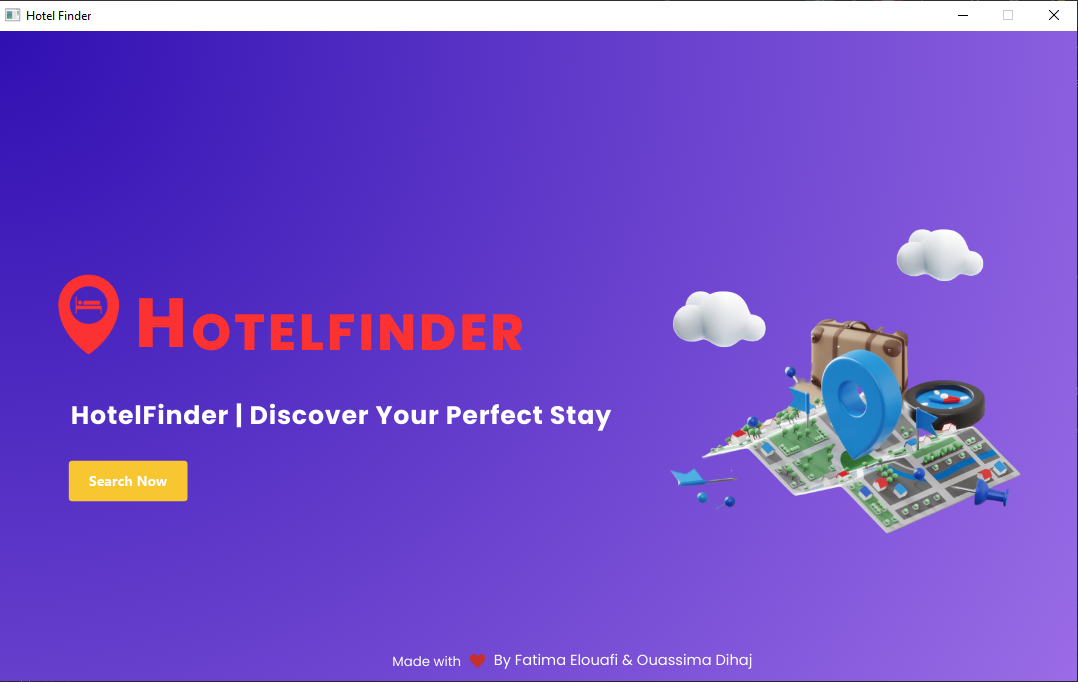 Hotel Finder
HOTELFINDER
HotelFinder | Discover Your Perfect Stay
Search Now
Made with ❤ By Fatima Elouafi & Ouassima Dihaj